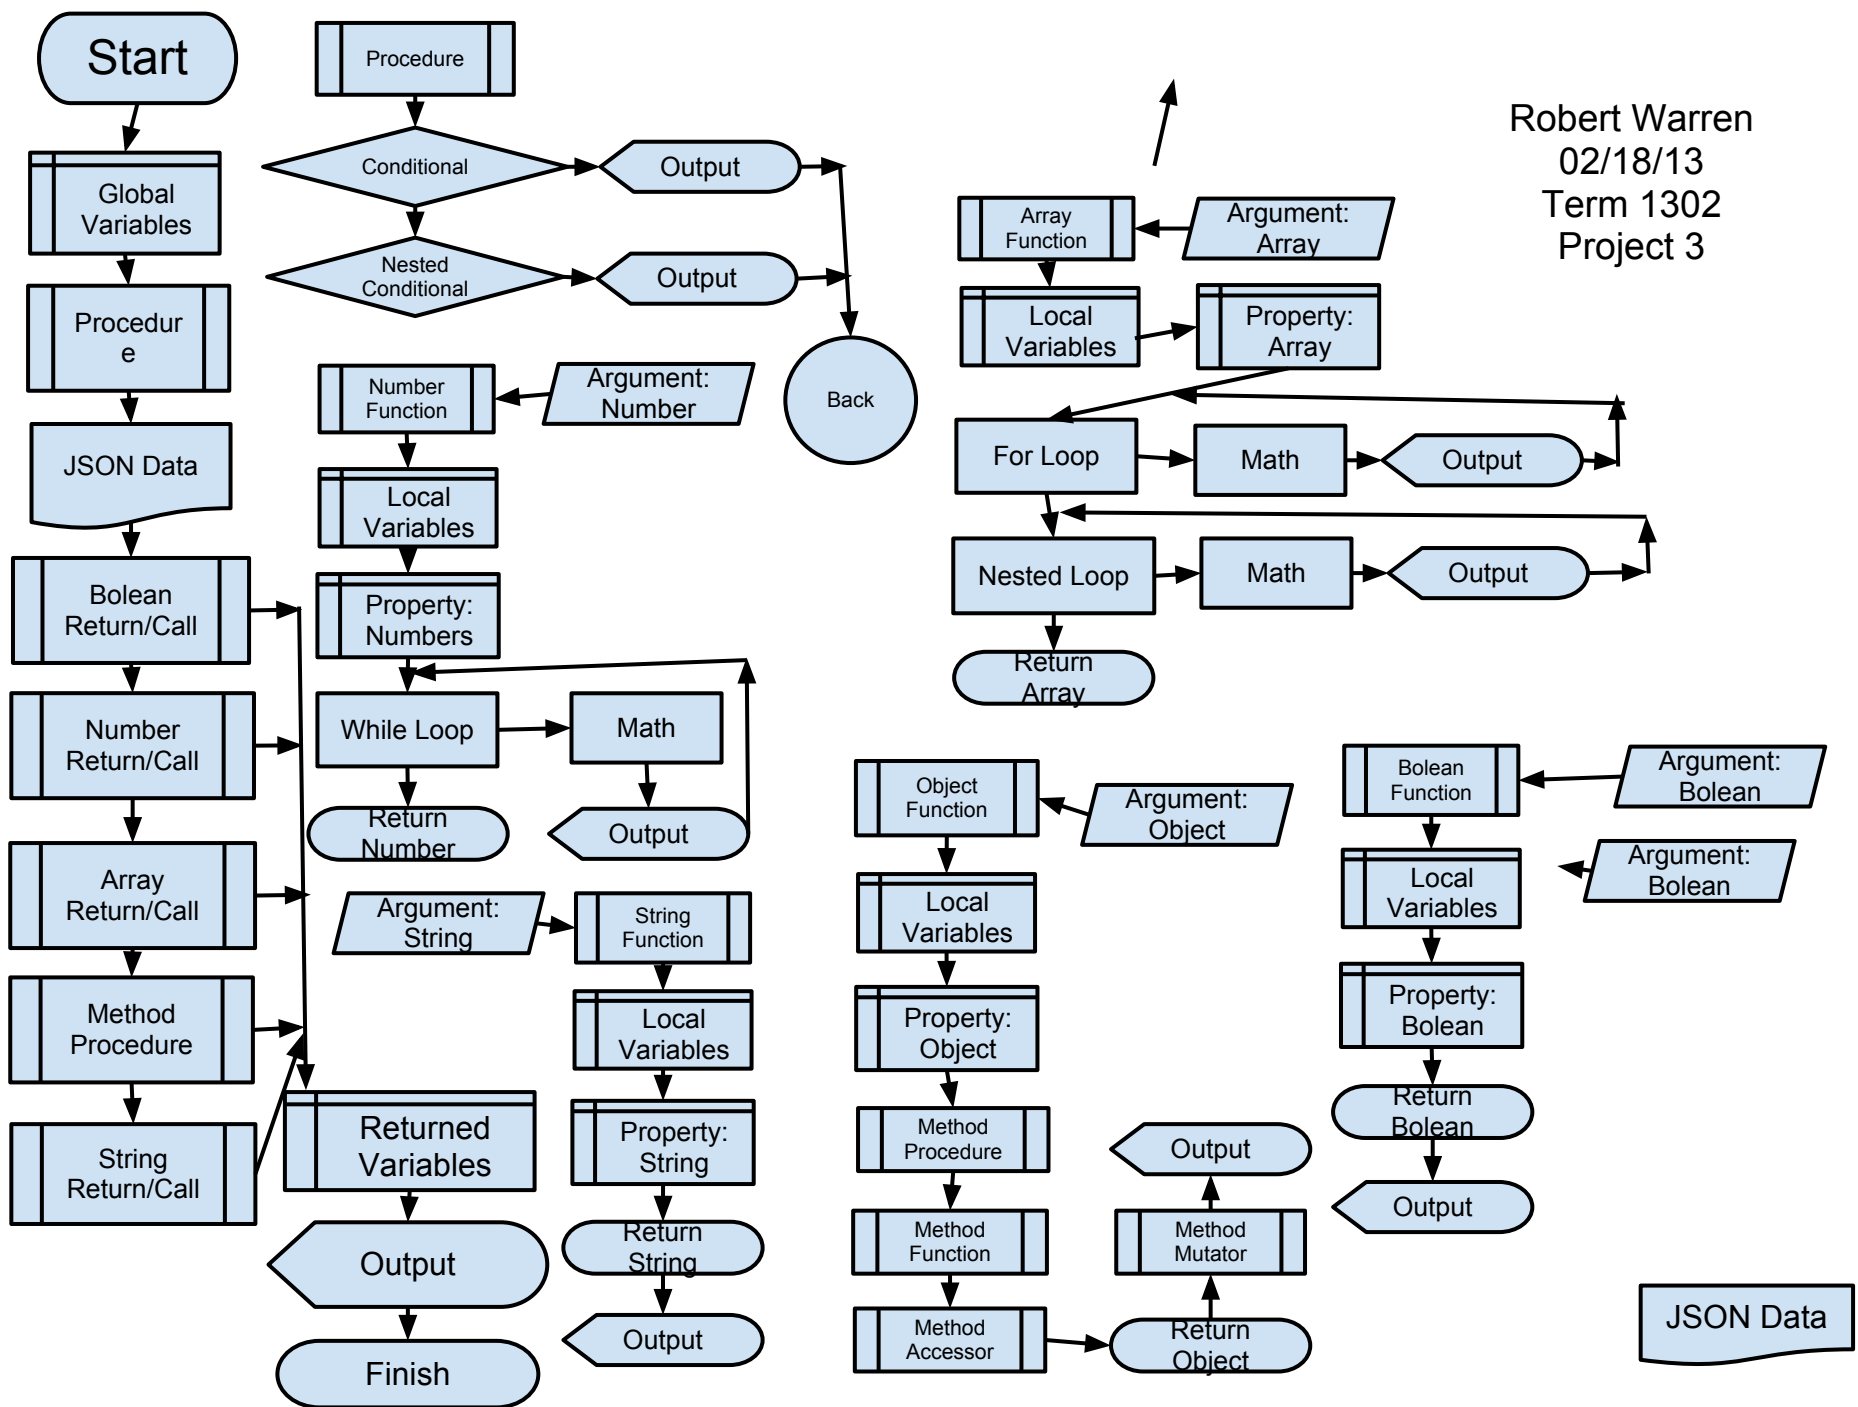 Start
Global
Variables
Procedur
e
JSON Data
Bolean
Return/Call
Number
Return/Call
Array
Return/Call
Method
Procedure
String
Return/Call
Procedure
Conditional
Output
Nested
Conditional
Output
Back
Number
Function
Argument:
Number
Local
Variables
Property:
Numbers
While Loop
Math
Return
Number
Output
Argument:
String
String
Function
Local
Variables
Property:
String
Return
String
Output
Returned
Variables
Output
Finish
Robert Warren
02/18/13
Term 1302
Project 3
Array
Function
Argument:
Array
Local
Variables
Property:
Array
For Loop
Math
Output
Nested Loop
Math
Output
Return
Array
Object
Function
Argument:
Object
Local
Variables
Property:
Object
Method
Procedure
Method
Function
Method
Accessor
Return
Object
Method
Mutator
Output
Bolean
Function
Argument:
Bolean
Argument:
Bolean
Local
Variables
Property:
Bolean
Return
Bolean
Output
JSON Data